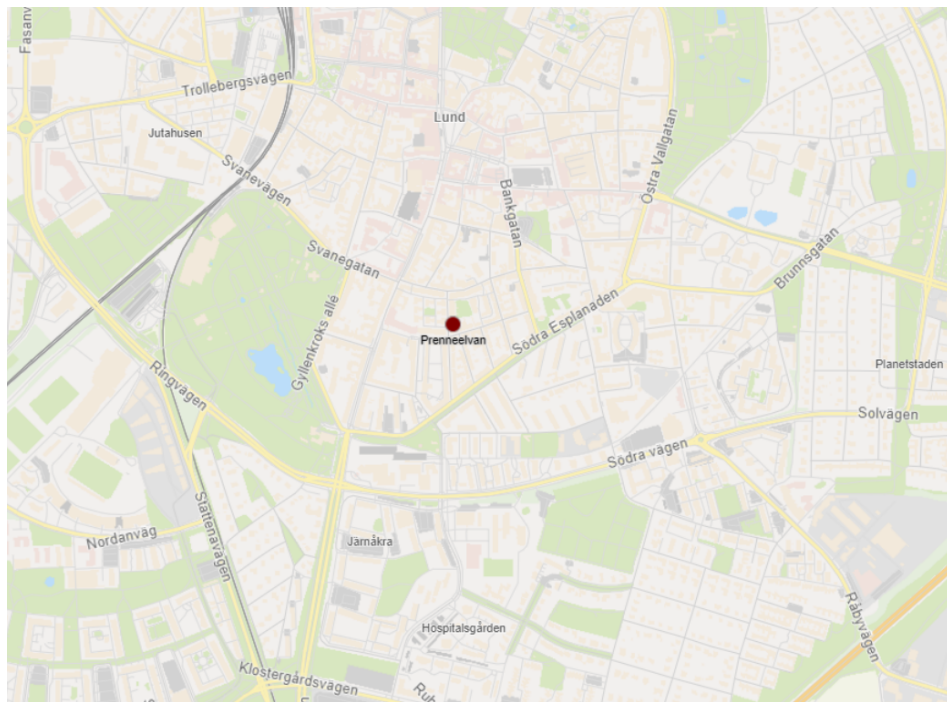 Fasanv
Trollebergsvägen
Jutahusen
Lund
Östra Vallgatan
Svanevägen
Bankgatan
Svanegatan
Brunnsgatan
Gyllenkroks allé
Södra Esplanaden
Prenneelvan
Planetstaden
Ringvägen
Solvägen
Södra vägen
Stattenavägen
Nordanväg
Järnåkra
Råbyvägen
Hospitalsgården
Klostergårdsvägen
Rub